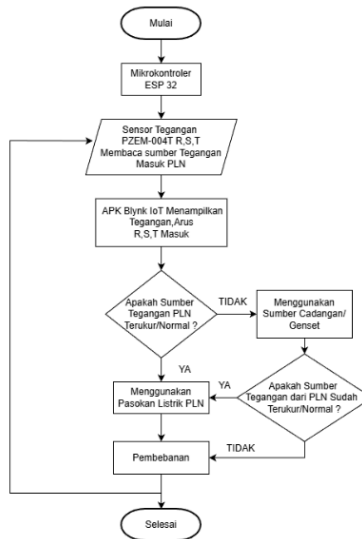 Mulai
Mikrokontroler
ESP 32
Sensor Tegangan
PZEM-004T R,S,T
Membaca sumber Tegangan
Masuk PLN
APK Blynk IoT Menampilkan
Tegangan,Arus
R,S,T Masuk
Apakah Sumber
Tegangan PLN
Terukur/Normal ?
TIDAK
Menggunakan
Sumber Cadangan/
Genset
YA
Menggunakan
Pasokan Listrik PLN
YA
Apakah Sumber
Tegangan dari PLN Sudah
Terukur/Normal ?
TIDAK
Pembebanan
Selesai